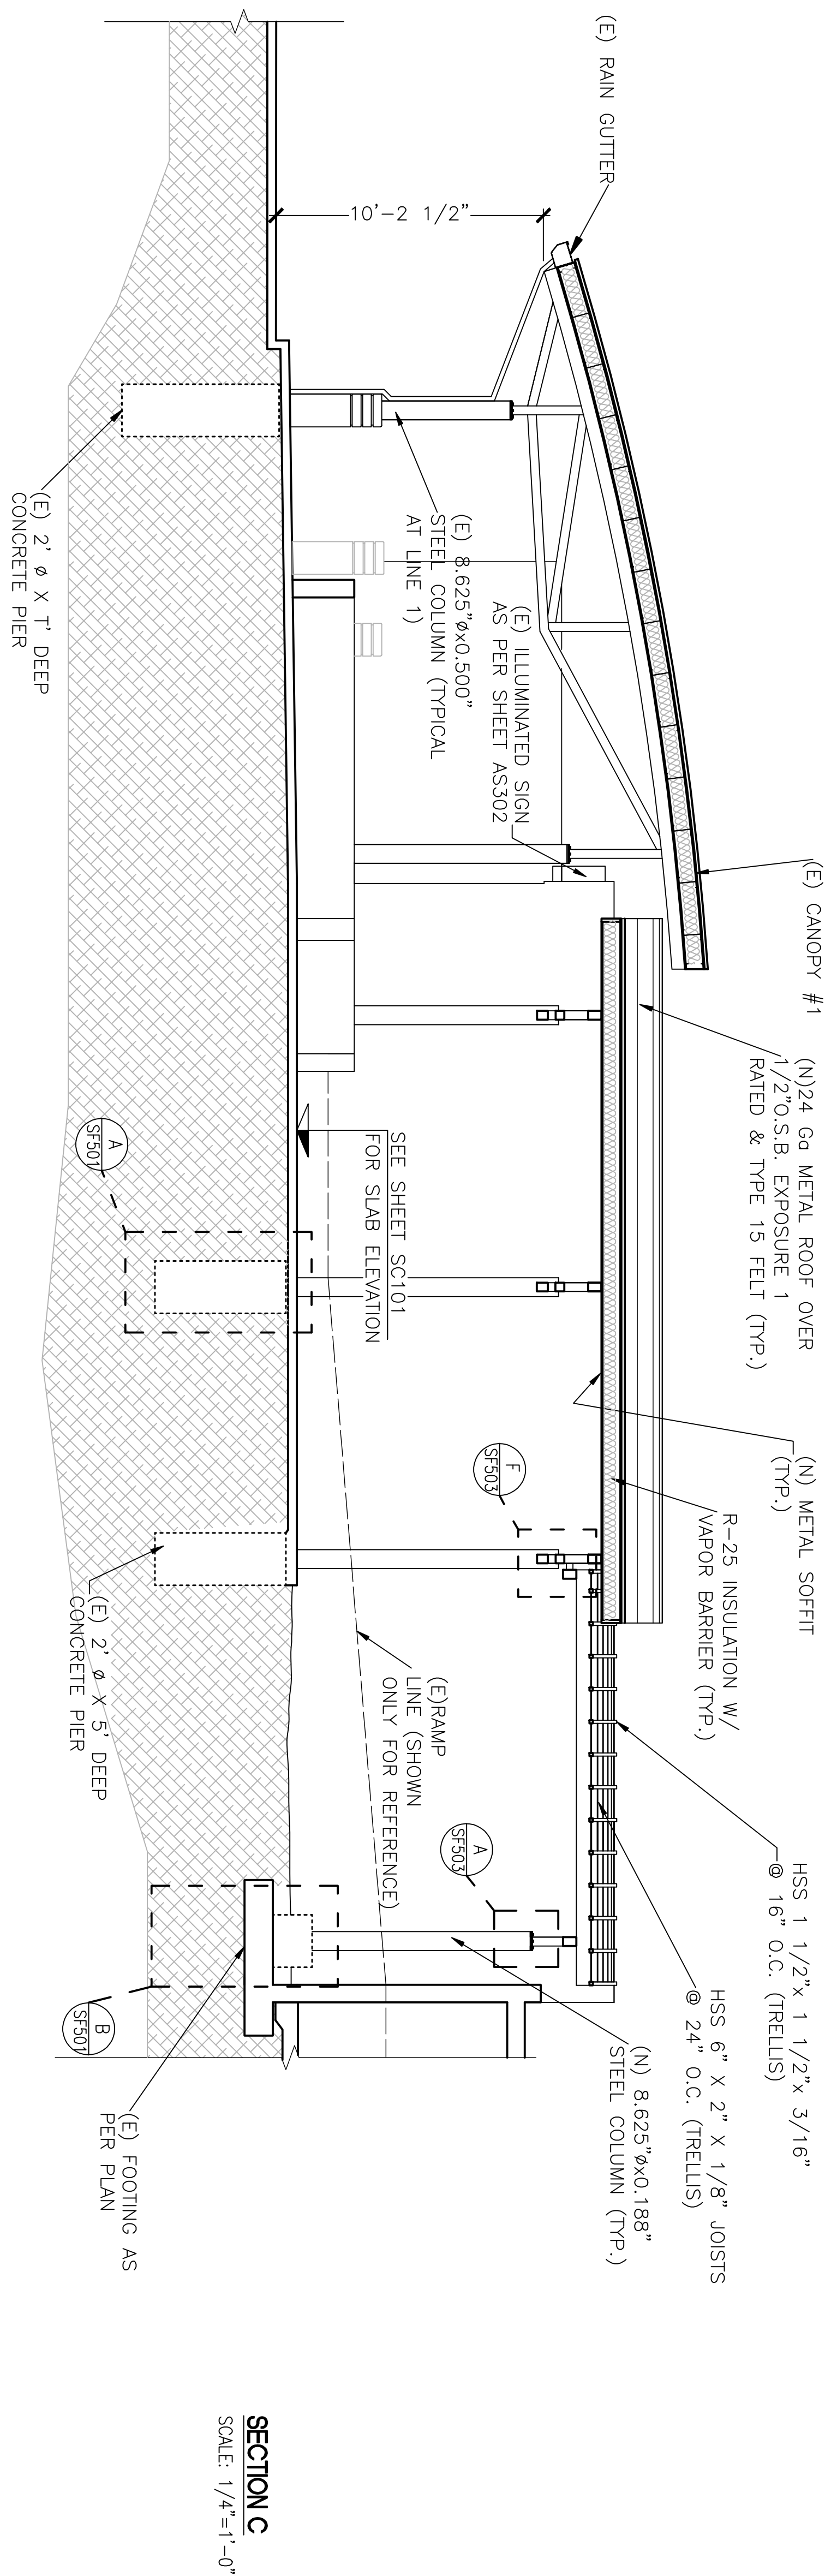 (E) RAIN GUTTER
10'-2 1/2"
(E) CANOPY #1
(N)24 Ga METAL ROOF OVER
1/2"O.S.B. EXPOSURE 1
RATED & TYPE 15 FELT (TYP.)
(N) METAL SOFFIT
(TYP.)
R-25 INSULATION W/
VAPOR BARRIER (TYP.)
HSS 1 1/2"x 1 1/2"x 3/16"
@ 16" O.C. (TRELLIS)
HSS 6" X 2" X 1/8" JOISTS
@ 24" O.C. (TRELLIS)
(N) 8.625"øx0.188"
STEEL COLUMN (TYP.)
(E) ILLUMINATED SIGN
AS PER SHEET AS302
(E) 8.625"øx0.500"
STEEL COLUMN (TYPICAL
AT LINE 1)
F
SF503
A
SF503
SEE SHEET SC101
FOR SLAB ELEVATION
(E)RAMP
LINE (SHOWN
ONLY FOR REFERENCE)
(E) 2' ø X T' DEEP
CONCRETE PIER
A
SF501
(E) 2' ø X 5' DEEP
CONCRETE PIER
B
SF501
(E) FOOTING AS
PER PLAN
SECTION C
SCALE: 1/4"=1'-0"